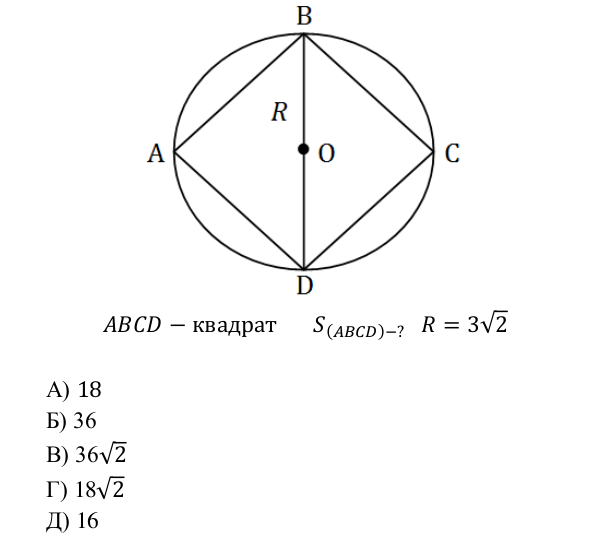 B
R
A
O
C
D
ABCD − квадрат S(ABCD)−? R = 3√2
А) 18
Б) 36
В) 36√2
Г) 18√2
Д) 16